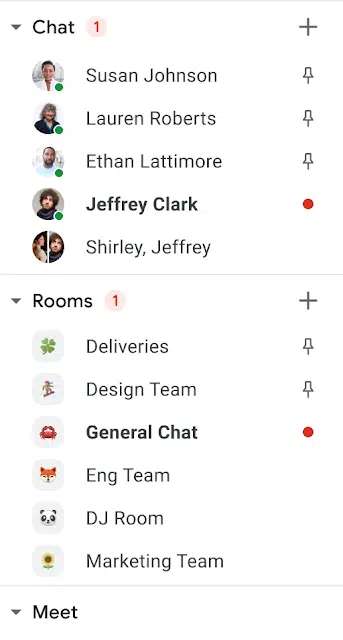 Chat 1
Susan Johnson
Lauren Roberts
Ethan Lattimore
Jeffrey Clark
Shirley, Jeffrey
Rooms 1
Deliveries
Design Team
General Chat
Eng Team
DJ Room
Marketing Team
Meet